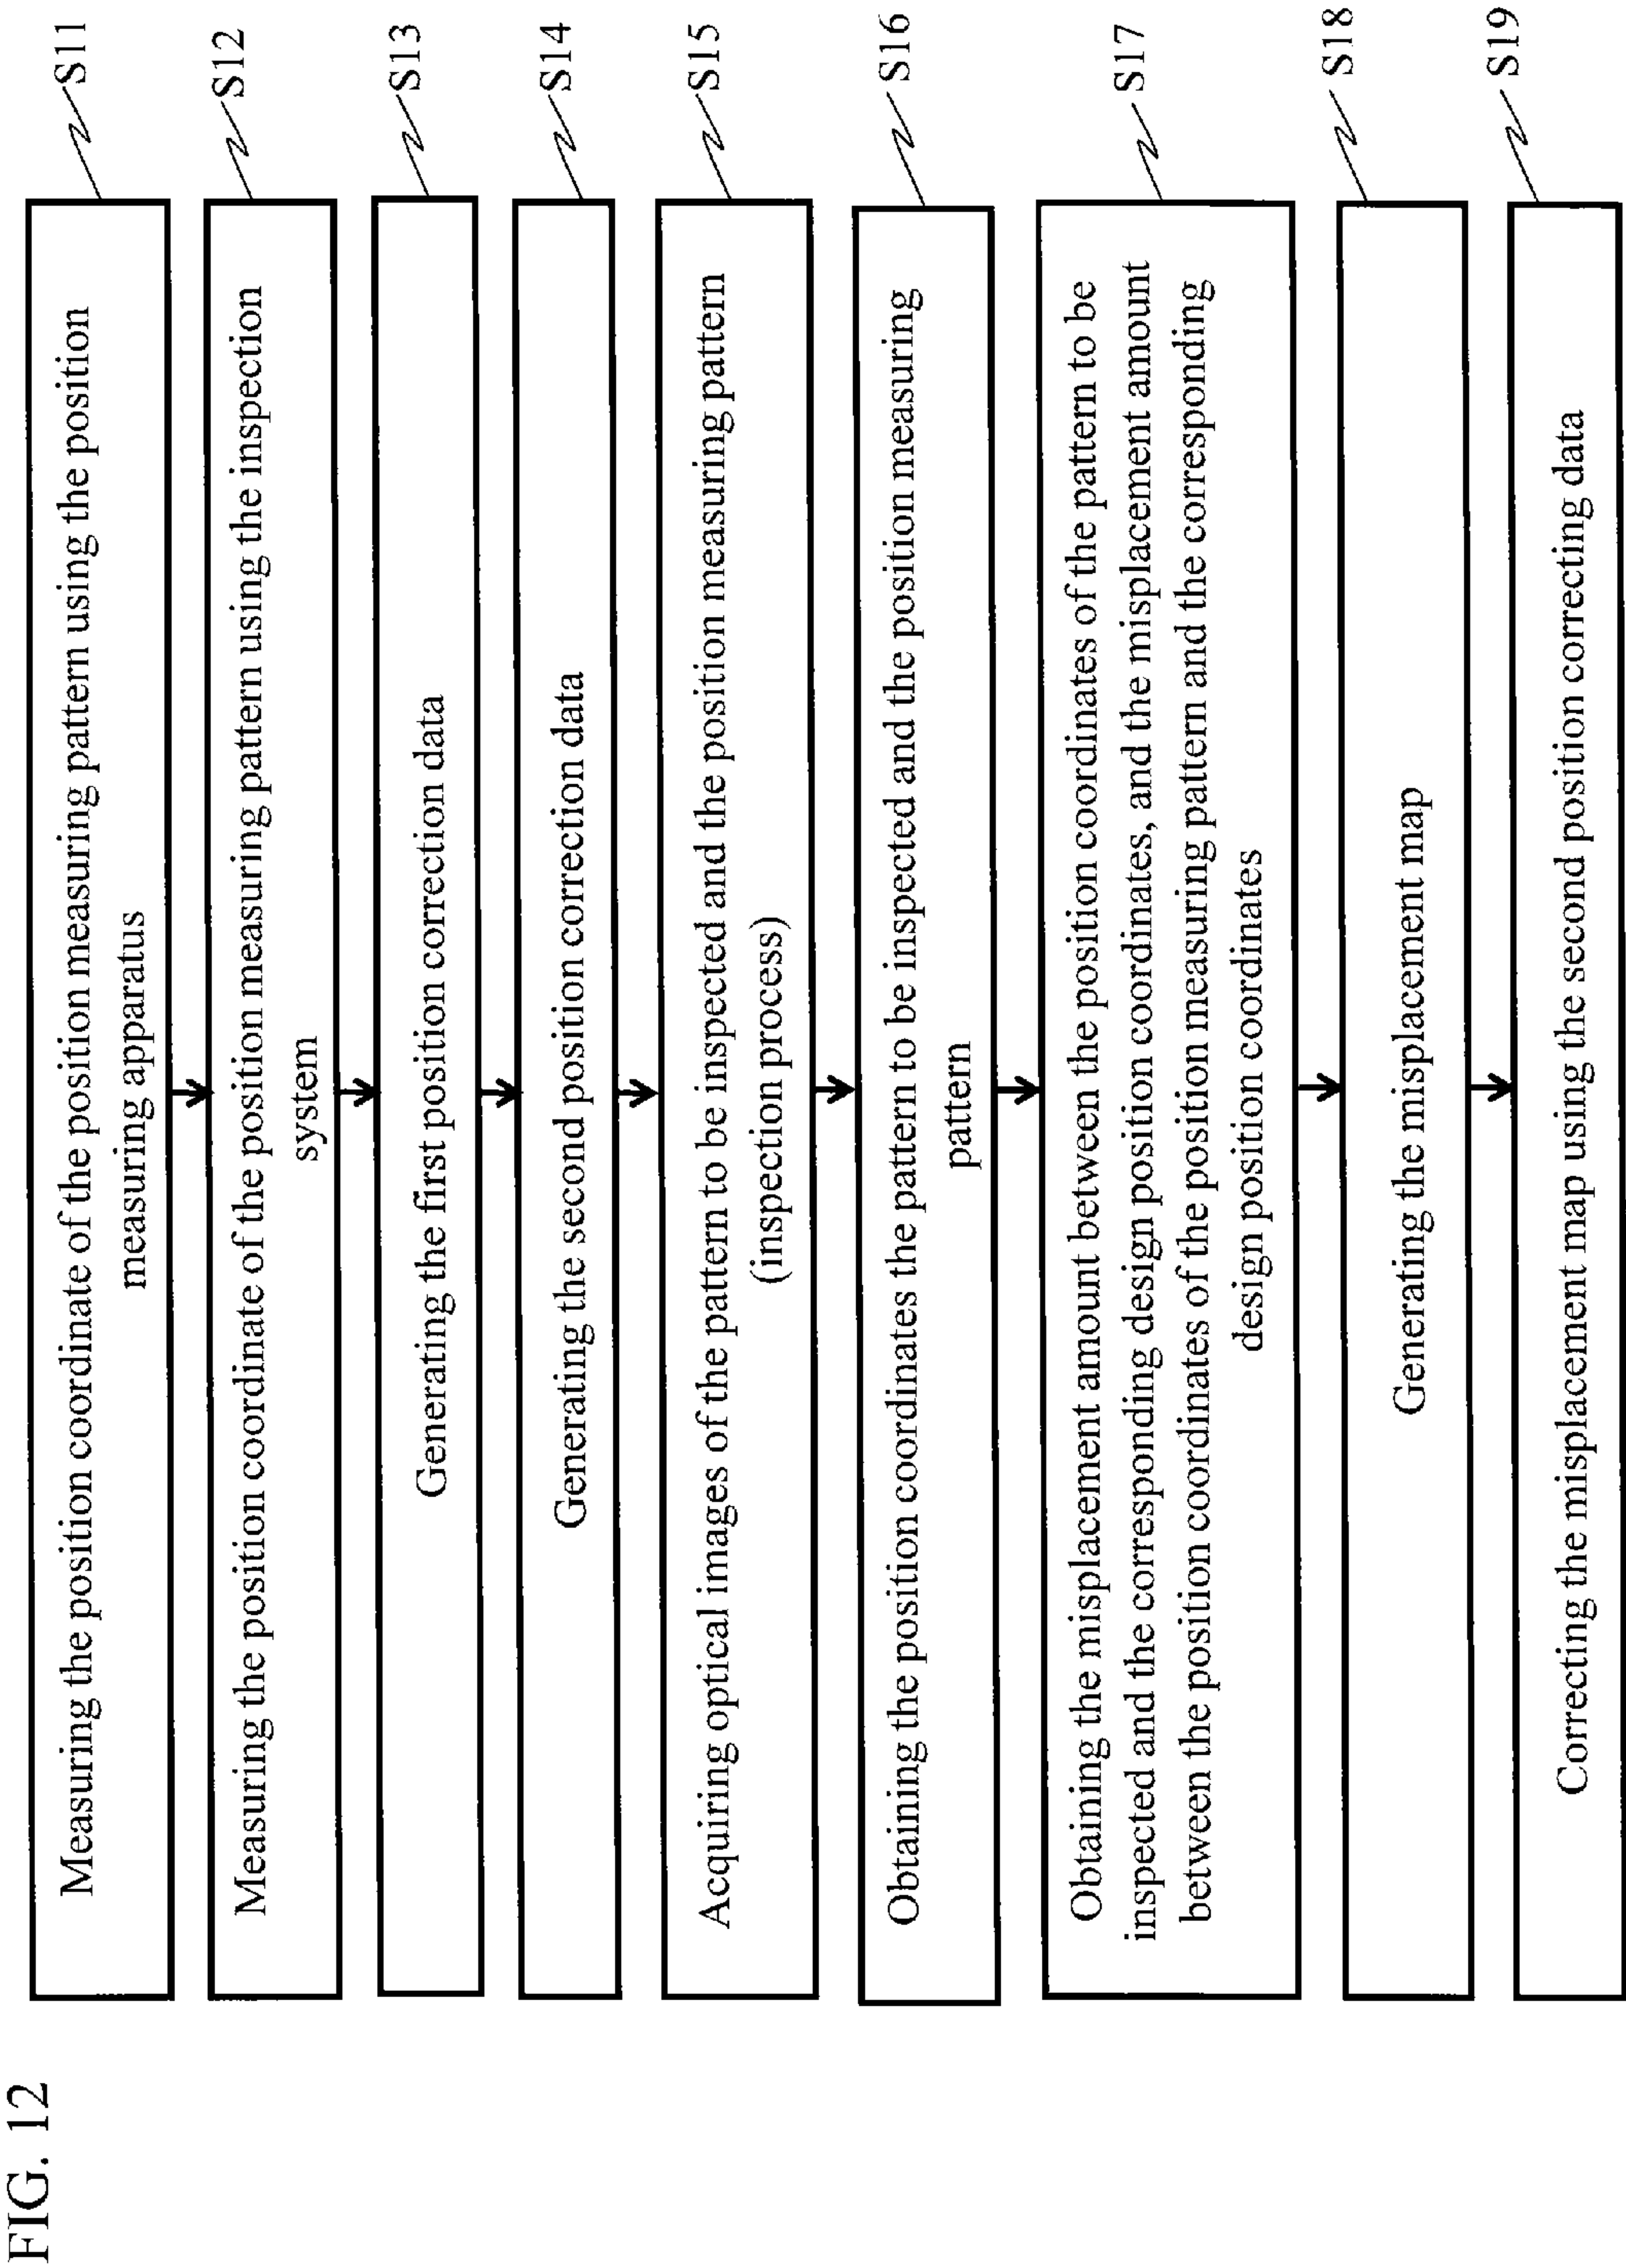 FIG. 12
Measuring the position coordinate of the position measuring pattern using the position
measuring apparatus
S11
Measuring the position coordinate of the position measuring pattern using the inspection
system
S12
Generating the first position correction data
S13
Generating the second position correction data
S14
Acquiring optical images of the pattern to be inspected and the position measuring pattern
(inspection process)
S15
Obtaining the position coordinates the pattern to be inspected and the position measuring
pattern
S16
Obtaining the misplacement amount between the position coordinates of the pattern to be
inspected and the corresponding design position coordinates, and the misplacement amount
between the position coordinates of the position measuring pattern and the corresponding
design position coordinates
S17
Generating the misplacement map
S18
Correcting the misplacement map using the second position correcting data
S19